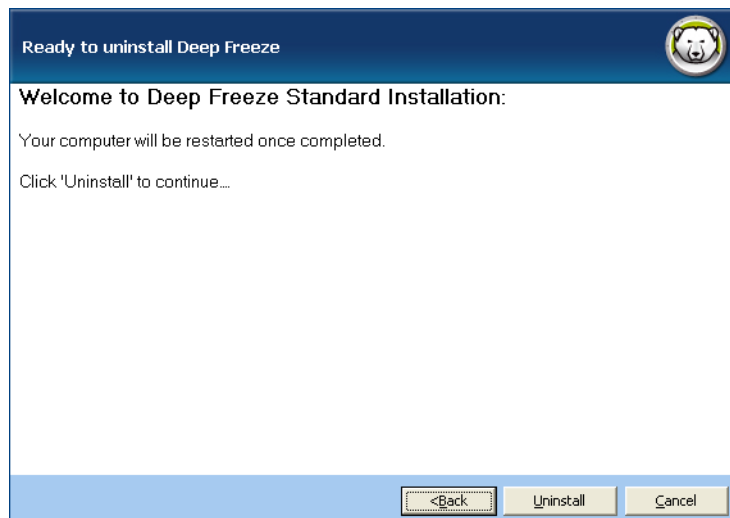 Ready to uninstall Deep Freeze
Welcome to Deep Freeze Standard Installation:
Your computer will be restarted once completed.
Click 'Uninstall' to continue...
<Back Uninstall Cancel